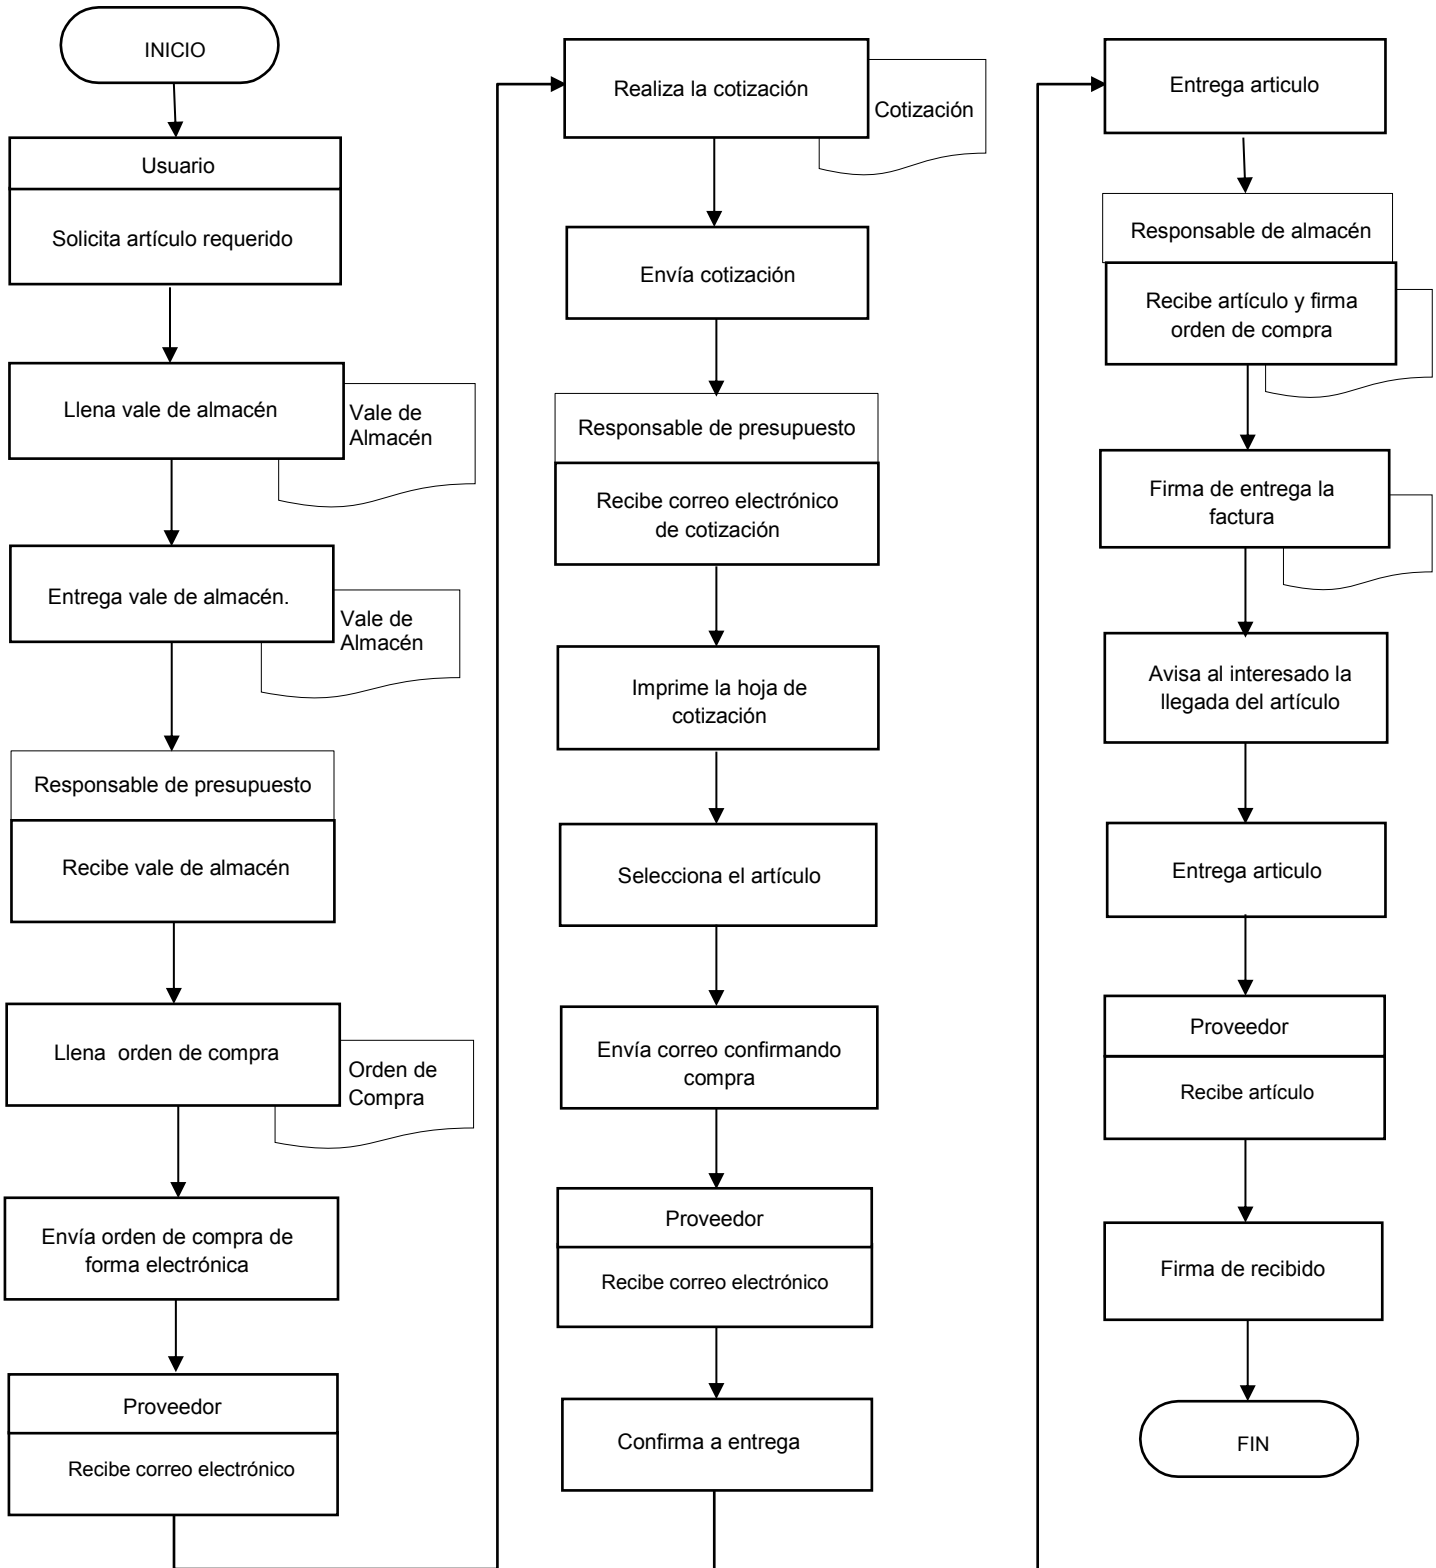 INICIO
Usuario
Solicita artículo requerido
Llena vale de almacén
Vale de
Almacén
Entrega vale de almacén.
Vale de
Almacén
Responsable de presupuesto
Recibe vale de almacén
Llena orden de compra
Orden de
Compra
Envía orden de compra de
forma electrónica
Proveedor
Recibe correo electrónico
Realiza la cotización
Cotización
Envía cotización
Responsable de presupuesto
Recibe correo electrónico
de cotización
Imprime la hoja de
cotización
Selecciona el artículo
Envía correo confirmando
compra
Proveedor
Recibe correo electrónico
Confirma a entrega
Entrega articulo
Responsable de almacén
Recibe artículo y firma
orden de compra
Firma de entrega la
factura
Avisa al interesado la
llegada del artículo
Entrega articulo
Proveedor
Recibe artículo
Firma de recibido
FIN